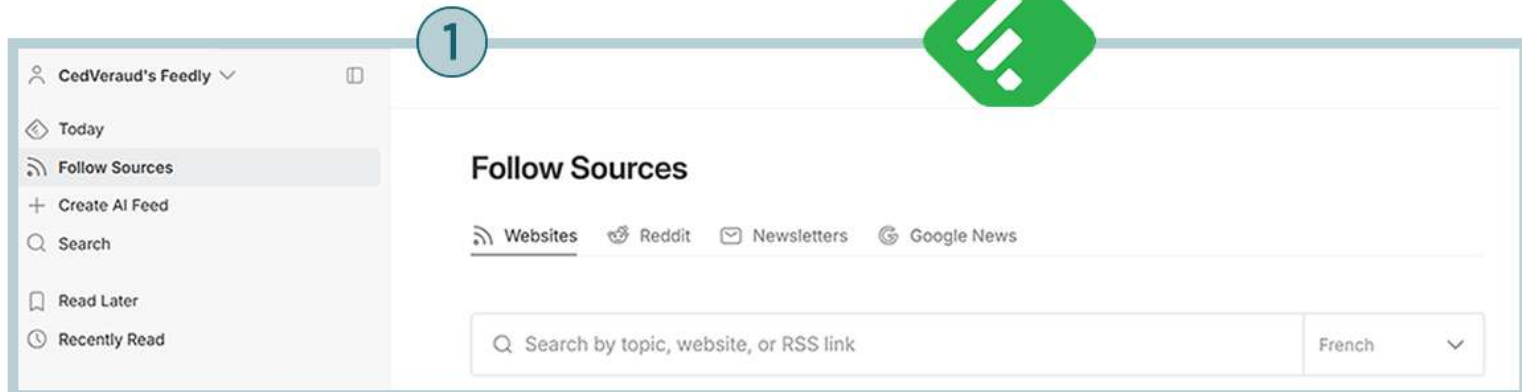 1
CedVeraud's Feedly
Today
Follow Sources
Create AI Feed
Search
Read Later
Recently Read
Follow Sources
Websites Reddit Newsletters Google News
Search by topic, website, or RSS link French